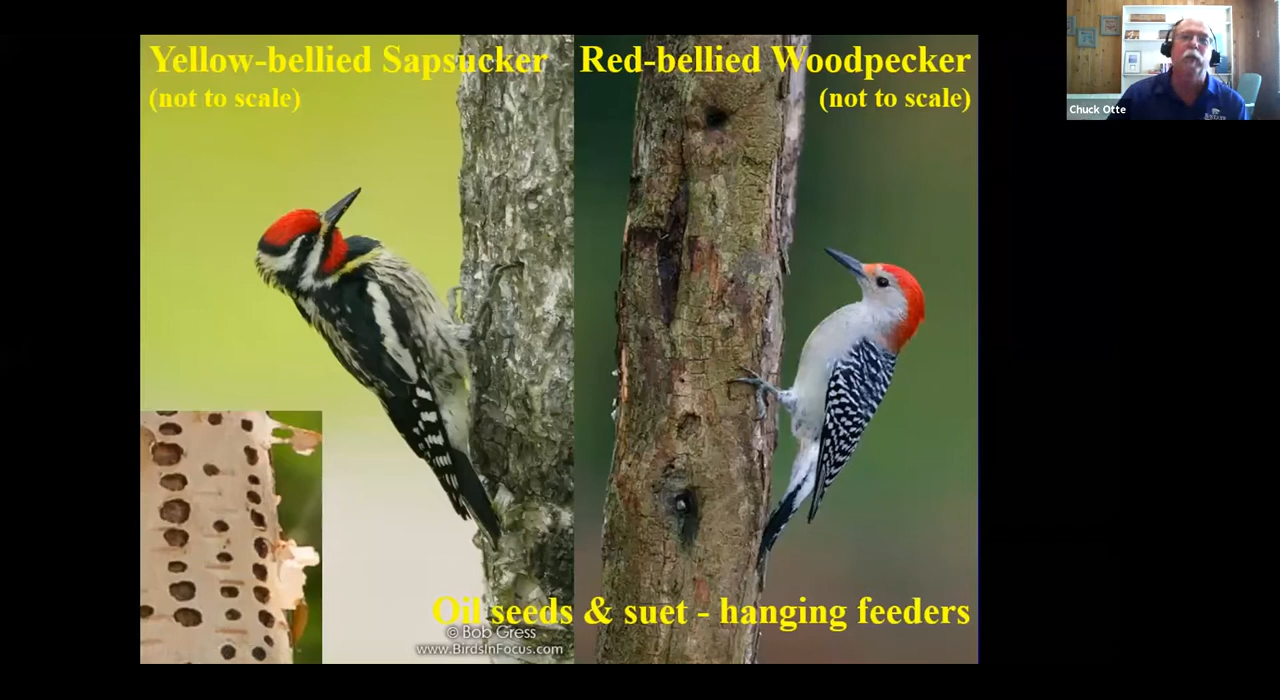 Yellow-bellied Sapsucker
(not to scale)
Red-bellied Woodpecker
(not to scale)
Chuck Otte
Oil seeds & suet - hanging feeders
© Bob Gress
www.BirdsInFocus.com